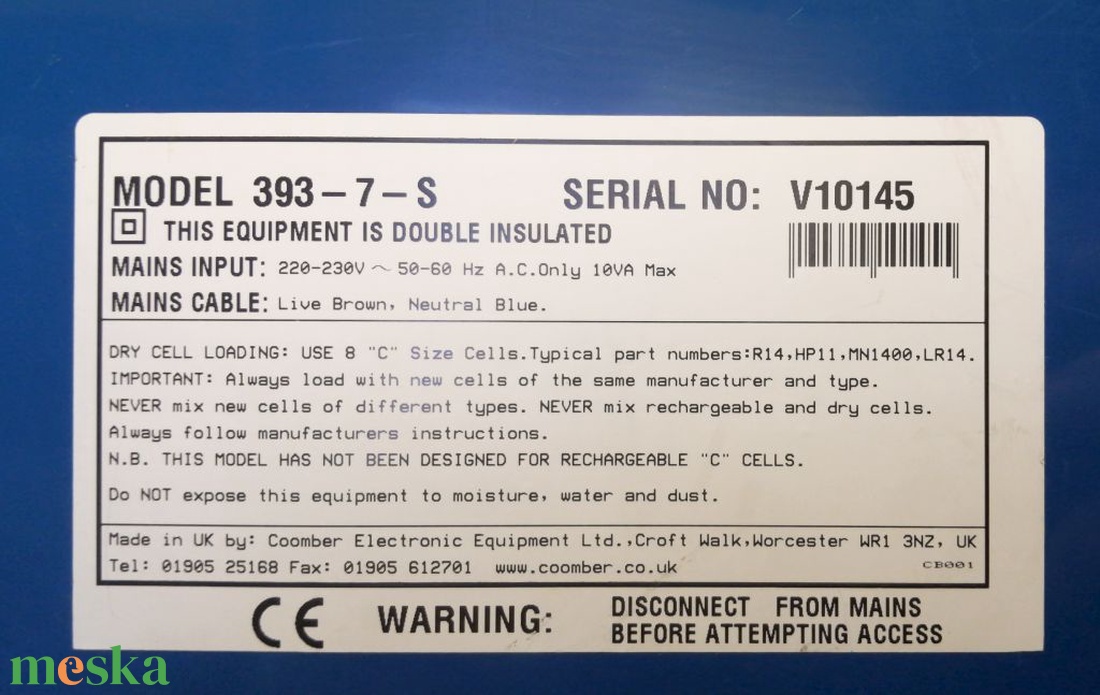 MODEL 393-7-S SERIAL NO: V10145
THIS EQUIPMENT IS DOUBLE INSULATED
MAINS INPUT: 220-230V ~ 50-60 Hz A.C.Only 10VA Max
MAINS CABLE: Live Brown, Neutral Blue.
DRY CELL LOADING: USE 8 "C" Size Cells.Typical part numbers:R14,HP11,MN1400,LR14.
IMPORTANT: Always load with new cells of the same manufacturer and type.
NEVER mix new cells of different types. NEVER mix rechargeable and dry cells.
Always follow manufacturers instructions.
N.B. THIS MODEL HAS NOT BEEN DESIGNED FOR RECHARGEABLE "C" CELLS.
Do NOT expose this equipment to moisture, water and dust.
Made in UK by: Coomber Electronic Equipment Ltd.,Croft Walk,Worcester WR1 3NZ, UK
Tel: 01905 25168 Fax: 01905 612701 www.coomber.co.uk CB001
CE WARNING: DISCONNECT FROM MAINS
BEFORE ATTEMPTING ACCESS
meska